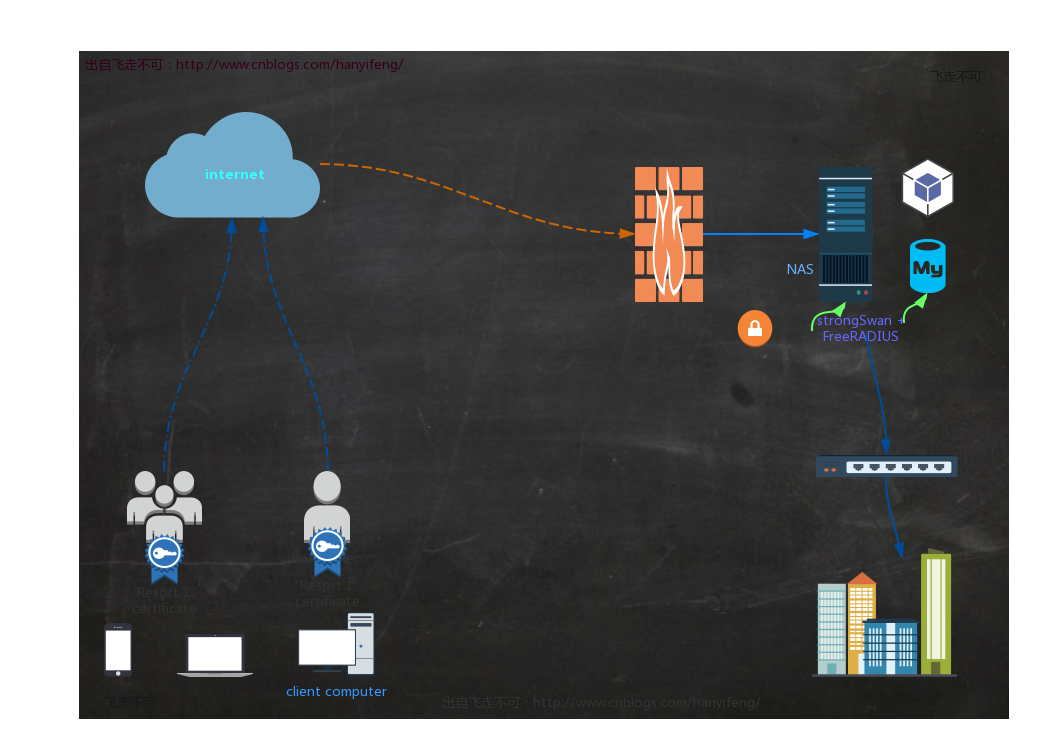 出自飞走不可：http://www.cnblogs.com/hanyifeng/
飞走不可
internet
NAS
My
strongSwan +
FreeRADIUS
Resprt 1
certificate
Resprt 1
certificate
client computer
飞走不可
出自飞走不可：http://www.cnblogs.com/hanyifeng/